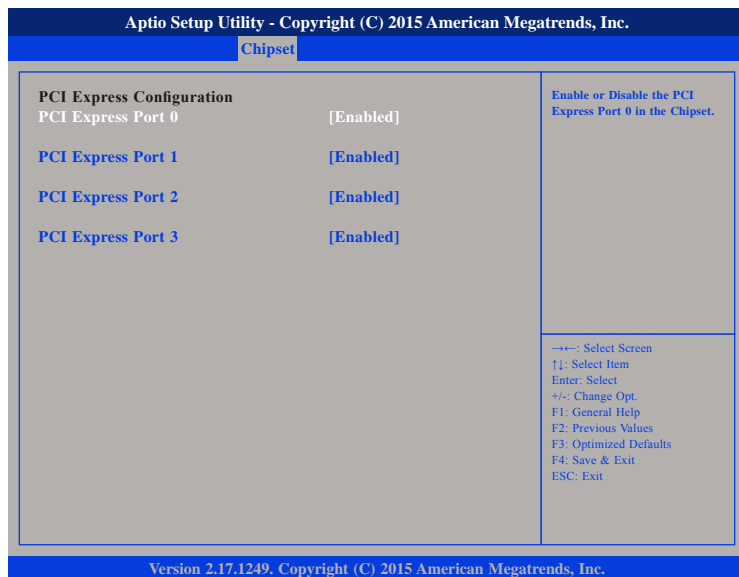 Aptio Setup Utility - Copyright (C) 2015 American Megatrends, Inc.
Chipset
PCI Express Configuration
PCI Express Port 0 [Enabled]
PCI Express Port 1 [Enabled]
PCI Express Port 2 [Enabled]
PCI Express Port 3 [Enabled]
Enable or Disable the PCI
Express Port 0 in the Chipset.
→←: Select Screen
↑↓: Select Item
Enter: Select
+/-: Change Opt.
F1: General Help
F2: Previous Values
F3: Optimized Defaults
F4: Save & Exit
ESC: Exit
Version 2.17.1249. Copyright (C) 2015 American Megatrends, Inc.